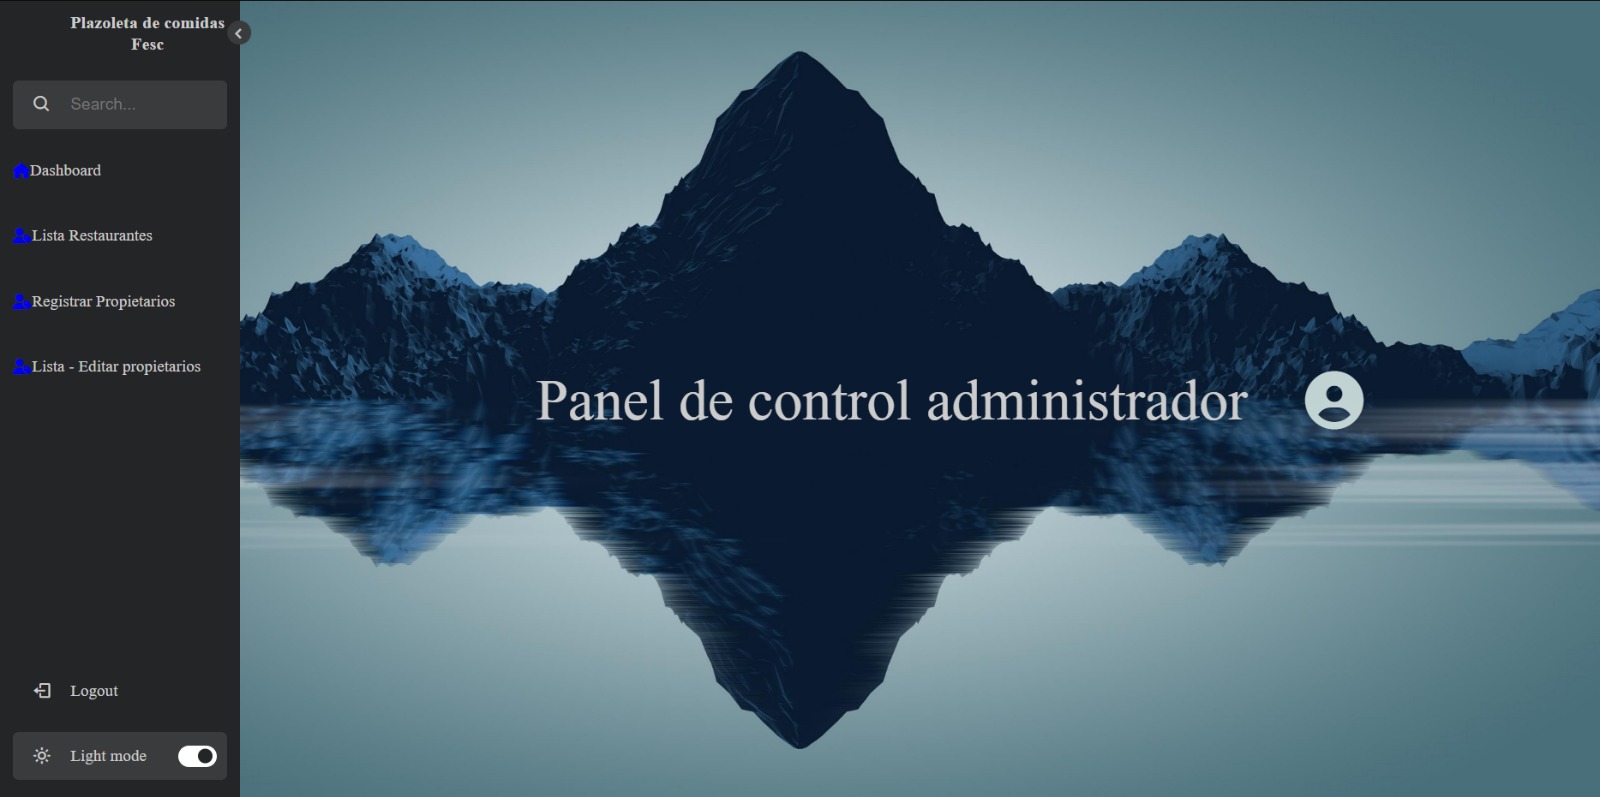 Plazoleta de comidas
Fesc
Search...
Dashboard
Lista Restaurantes
Registrar Propietarios
Lista - Editar propietarios
Panel de control administrador
Logout
Light mode